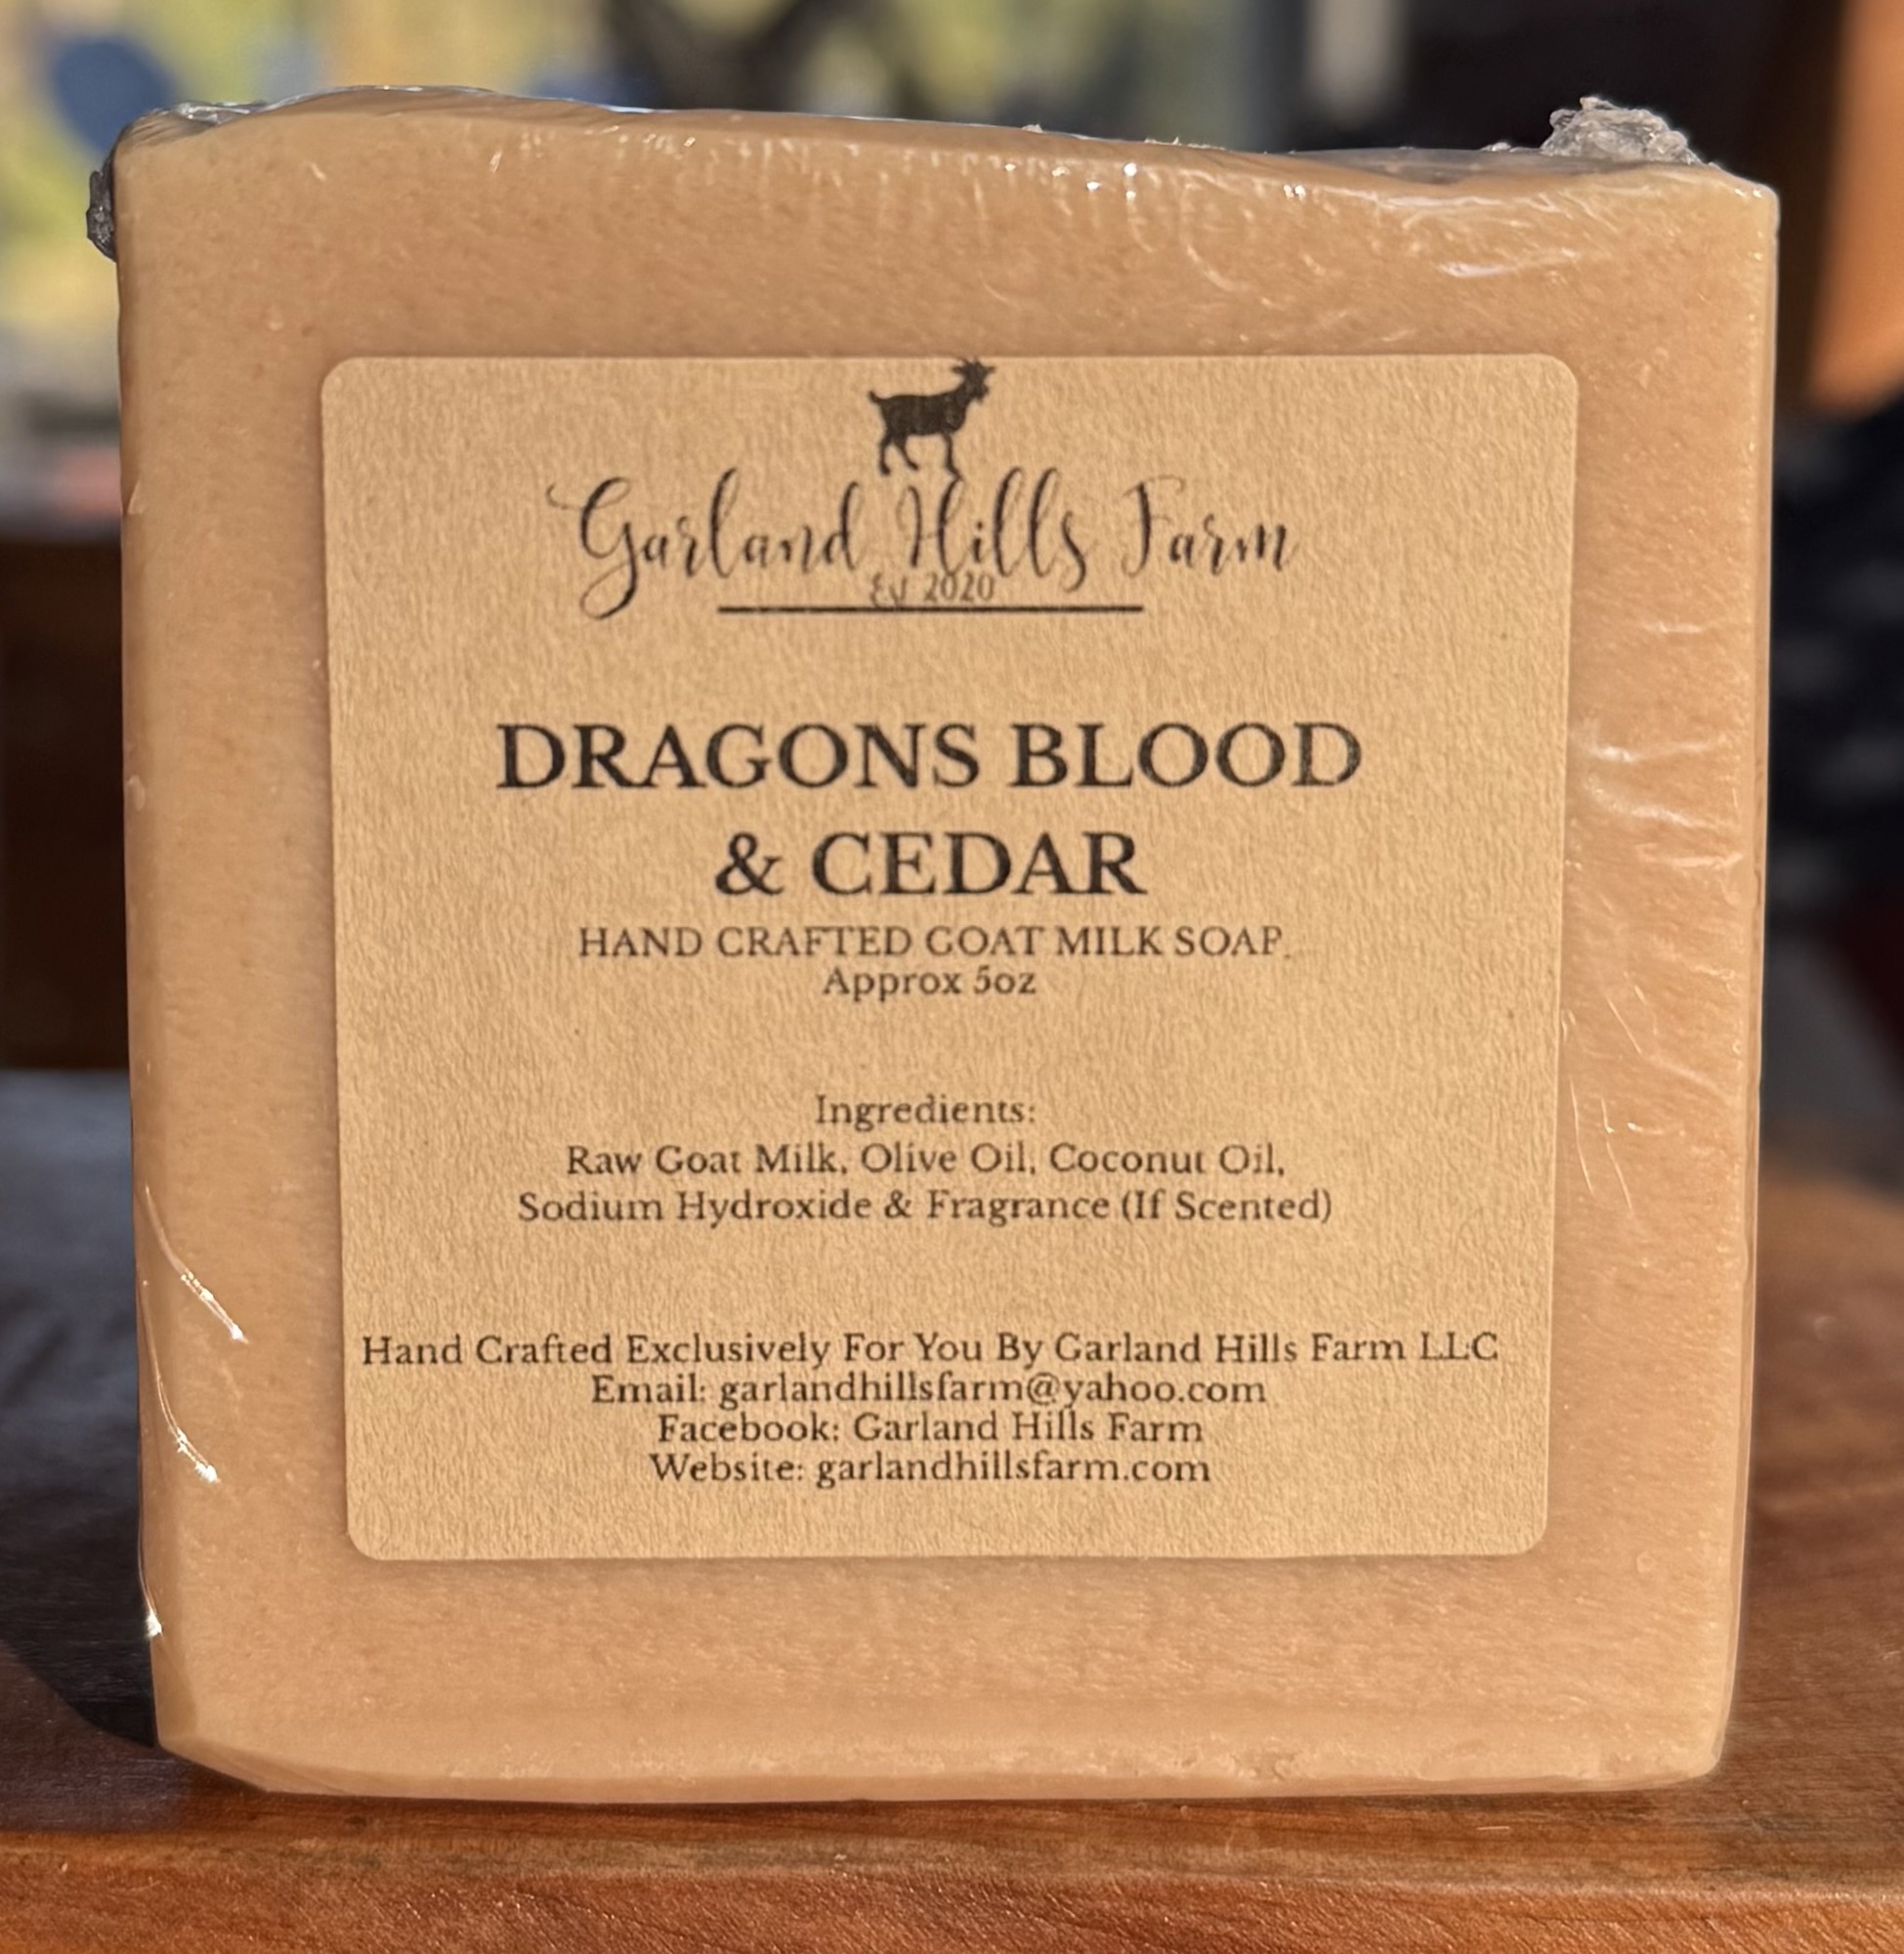 Garland Hills Farm
Est 2020
DRAGONS BLOOD
& CEDAR
HAND CRAFTED GOAT MILK SOAP
Approx 5oz
Ingredients:
Raw Goat Milk, Olive Oil, Coconut Oil,
Sodium Hydroxide & Fragrance (If Scented)
Hand Crafted Exclusively For You By Garland Hills Farm LLC
Email: garlandhillsfarm@yahoo.com
Facebook: Garland Hills Farm
Website: garlandhillsfarm.com